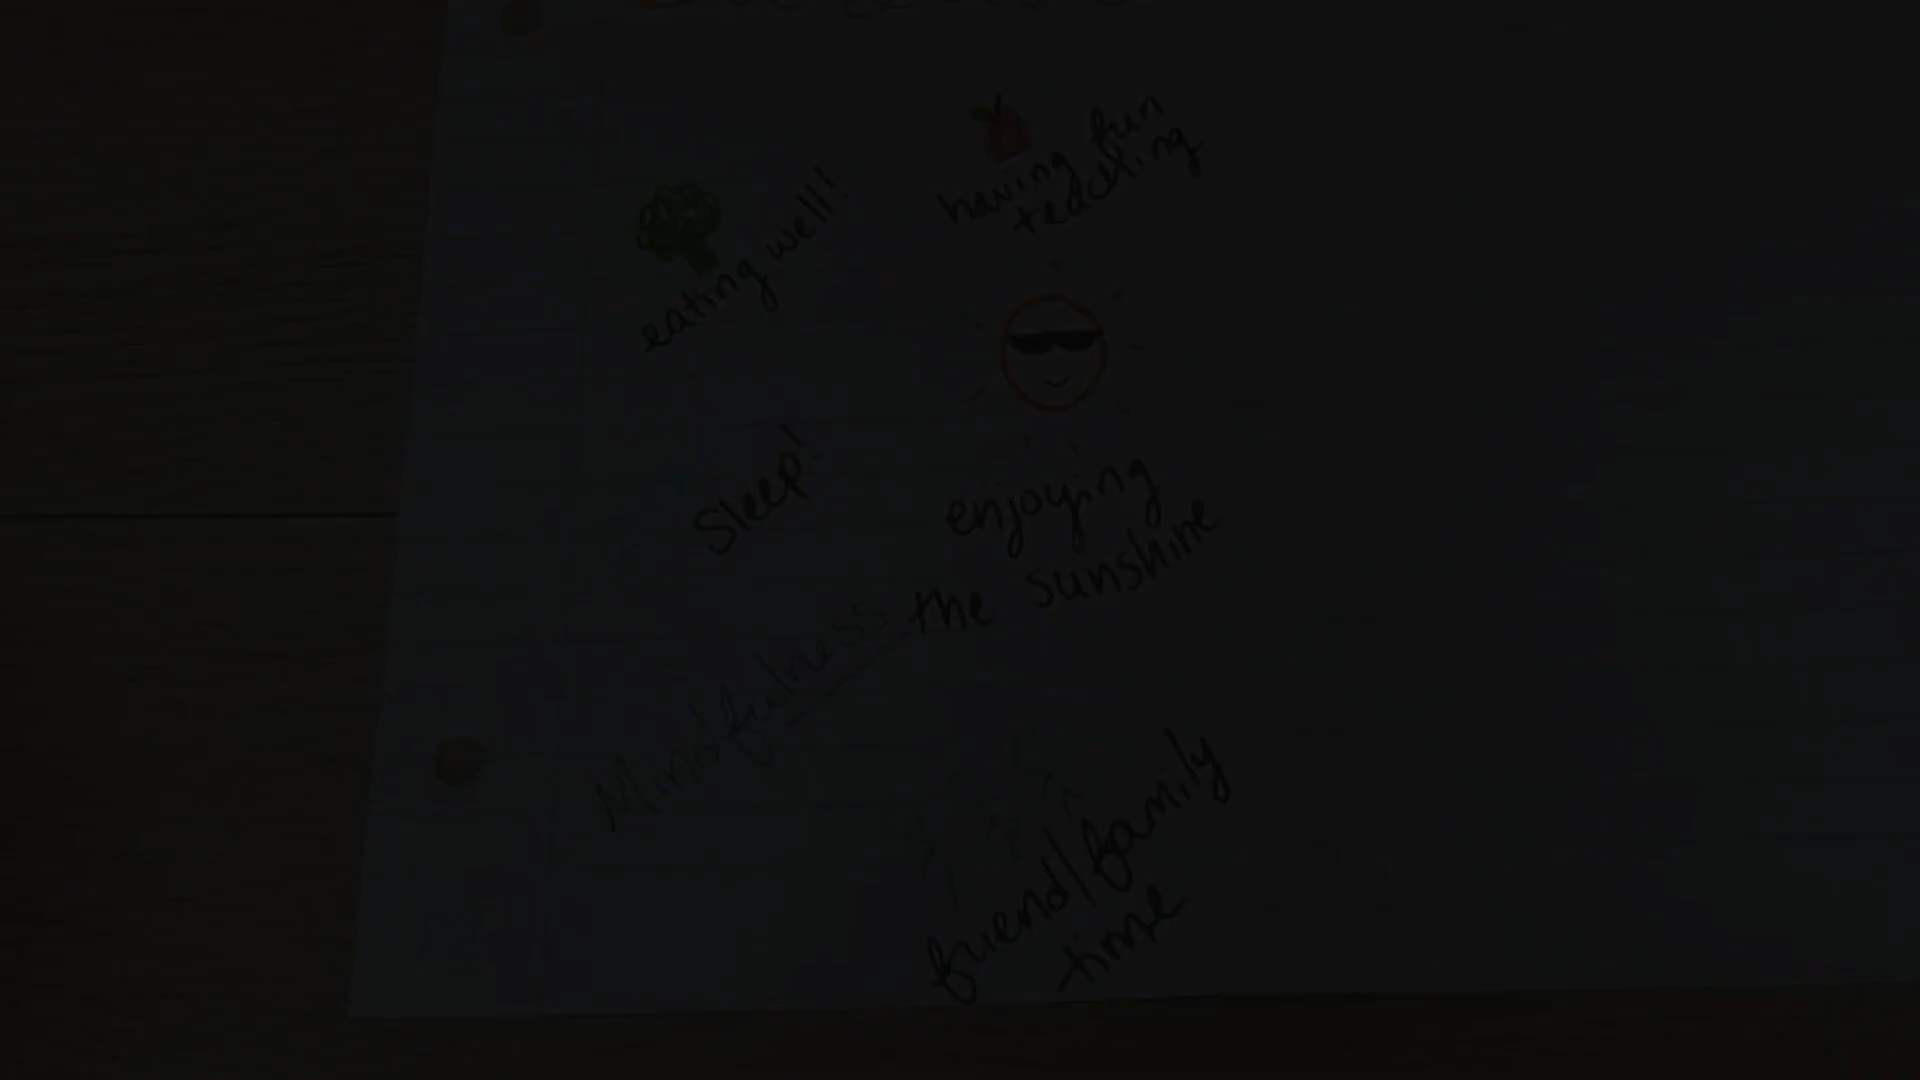 having fun
teaching
eating well!
Sleep!
enjoying
the sunshine
Mindfulness
friend/family
time